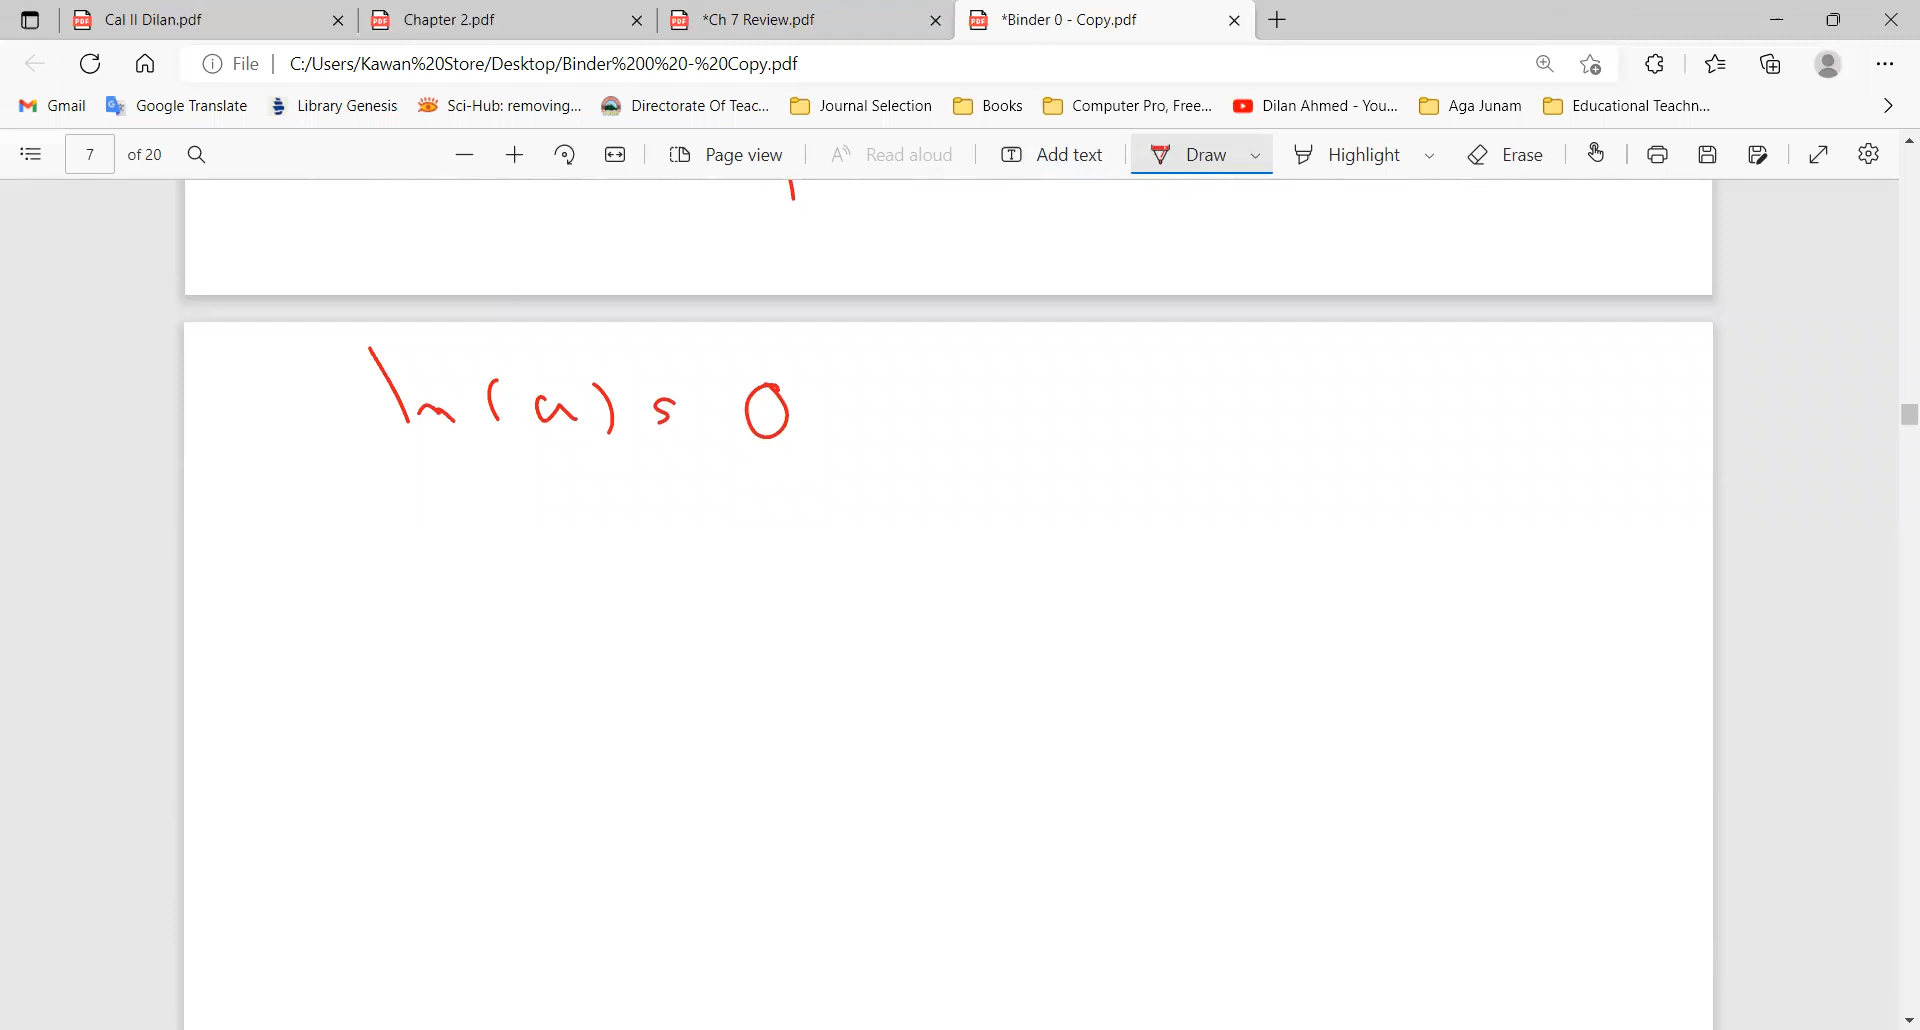 Cal II Dilan.pdf
Chapter 2.pdf
*Ch 7 Review.pdf
*Binder 0 - Copy.pdf
File
C:/Users/Kawan%20Store/Desktop/Binder%200%20-%20Copy.pdf
Gmail
Google Translate
Library Genesis
Sci-Hub: removing...
Directorate Of Teac...
Journal Selection
Books
Computer Pro, Free...
Dilan Ahmed - You...
Aga Junam
Educational Teachn...
7 of 20
Page view
Read aloud
Add text
Draw
Highlight
Erase
ln(a) = 0